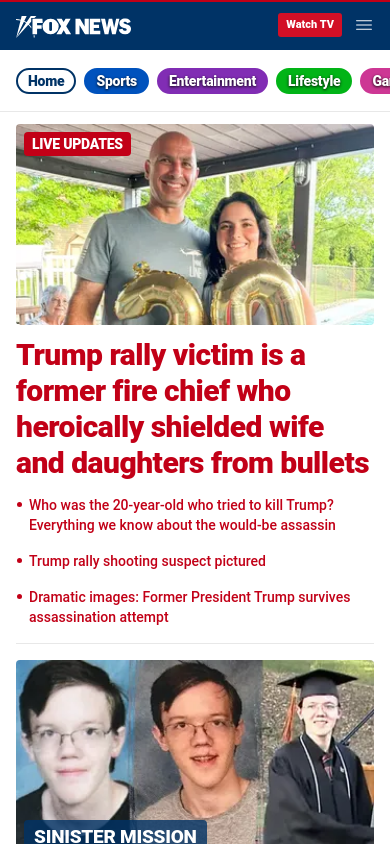 FOX NEWS
Watch TV
Home
Sports
Entertainment
Lifestyle
LIVE UPDATES
Trump rally victim is a
former fire chief who
heroically shielded wife
and daughters from bullets
• Who was the 20-year-old who tried to kill Trump?
Everything we know about the would-be assassin
• Trump rally shooting suspect pictured
• Dramatic images: Former President Trump survives
assassination attempt
SINISTER MISSION